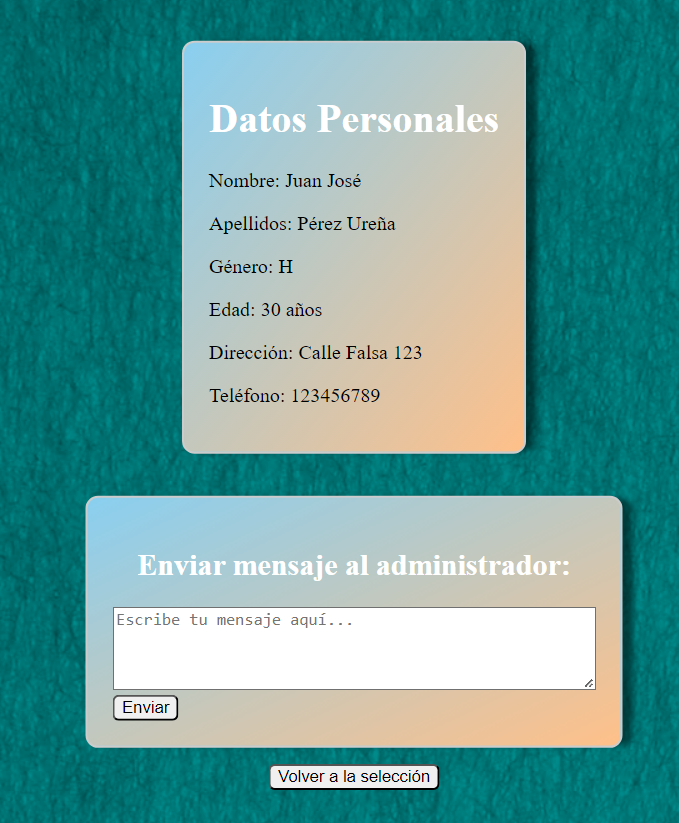 Datos Personales
Nombre: Juan José
Apellidos: Pérez Ureña
Género: H
Edad: 30 años
Dirección: Calle Falsa 123
Teléfono: 123456789
Enviar mensaje al administrador:
Escribe tu mensaje aquí...
Enviar
Volver a la selección